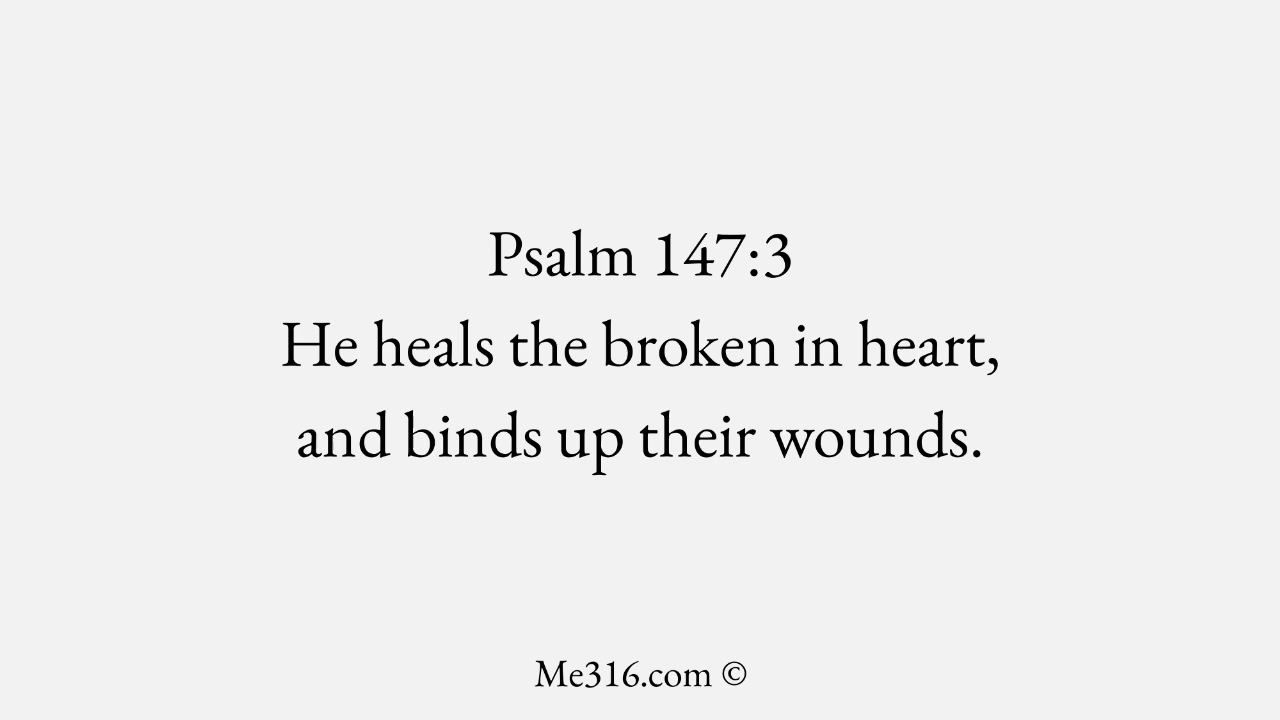 Psalm 147:3
He heals the broken in heart,
and binds up their wounds.
Me316.com ©